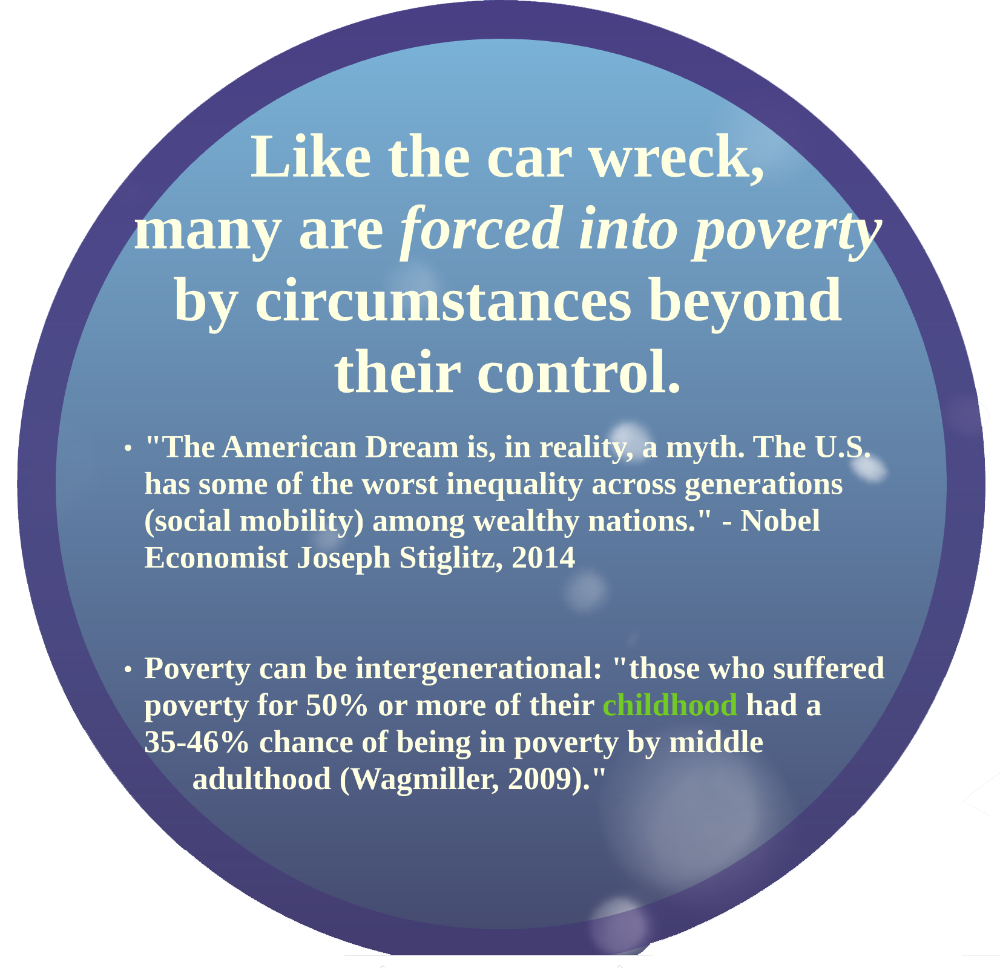 Like the car wreck,
many are forced into poverty
by circumstances beyond
their control.
• "The American Dream is, in reality, a myth. The U.S.
has some of the worst inequality across generations
(social mobility) among wealthy nations." - Nobel
Economist Joseph Stiglitz, 2014
• Poverty can be intergenerational: "those who suffered
poverty for 50% or more of their childhood had a
35-46% chance of being in poverty by middle
adulthood (Wagmiller, 2009)."